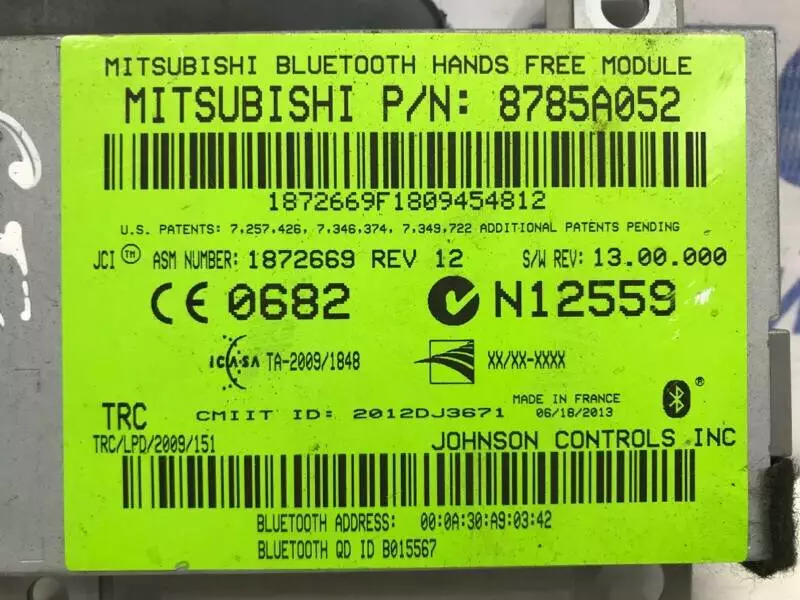 MITSUBISHI BLUETOOTH HANDS FREE MODULE
MITSUBISHI P/N: 8785A052
1872669F1809454812
U.S. PATENTS: 7,257,426, 7,346,374, 7,349,722 ADDITIONAL PATENTS PENDING
JCI TM ASM NUMBER: 1872669 REV 12 S/W REV: 13.00.000
CE 0682 N12559
ICASA TA-2009/1848 XX/XX-XXXX
TRC CMIIT ID: 2012DJ3671 MADE IN FRANCE
06/18/2013 ®
TRC/LPD/2009/151 JOHNSON CONTROLS INC
BLUETOOTH ADDRESS: 00:0A:30:A9:03:42
BLUETOOTH QD ID B015567